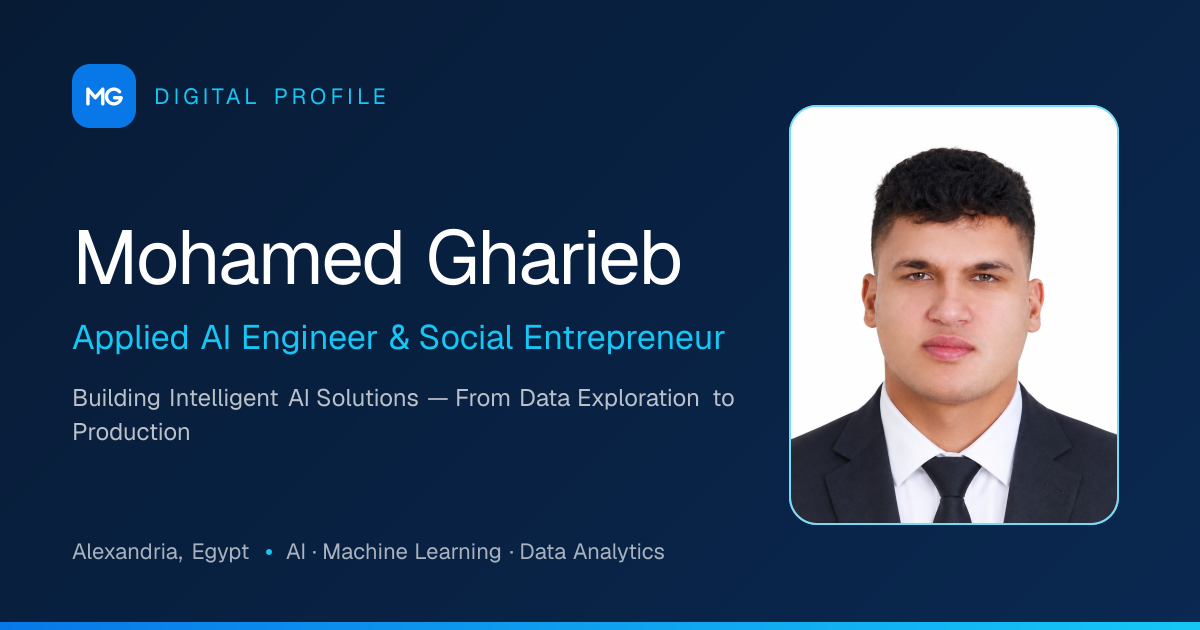 MG
DIGITAL PROFILE
Mohamed Gharieb
Applied AI Engineer & Social Entrepreneur
Building Intelligent AI Solutions — From Data Exploration to
Production
Alexandria, Egypt • AI · Machine Learning · Data Analytics